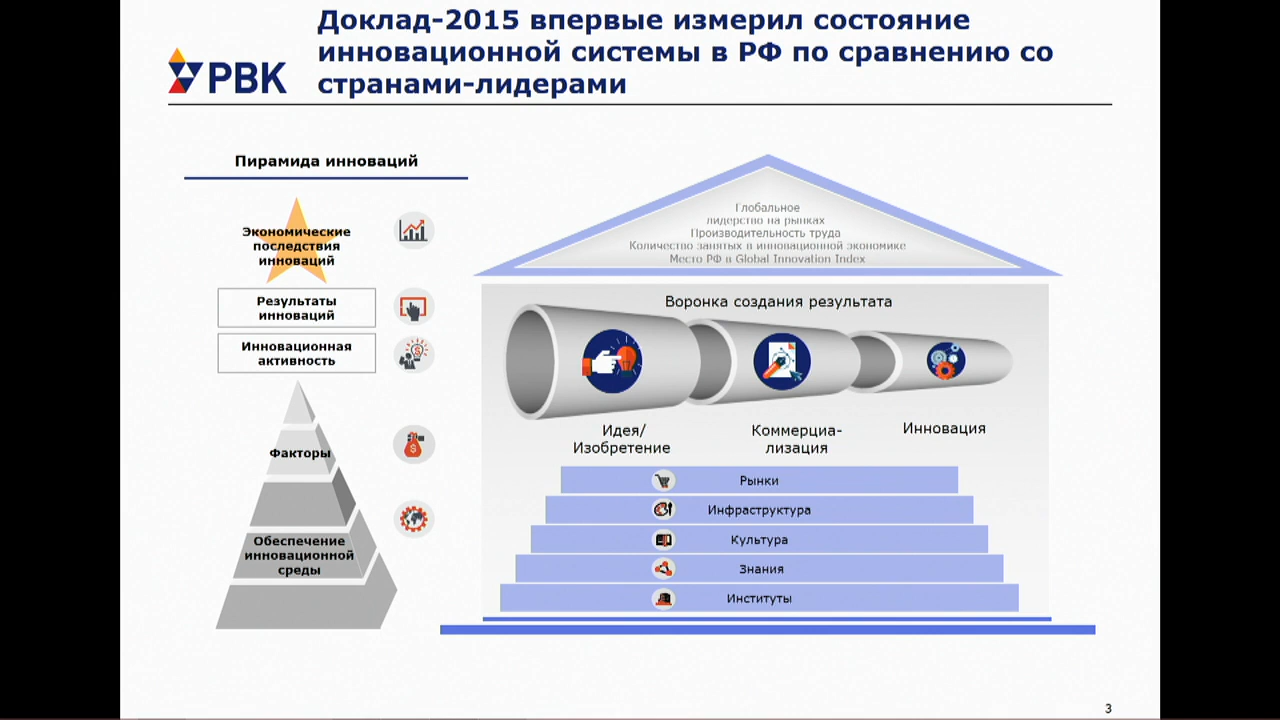 Доклад-2015 впервые измерил состояние
инновационной системы в РФ по сравнению со
странами-лидерами
РВК
Пирамида инноваций
Экономические
последствия
инноваций
Результаты
инноваций
Инновационная
активность
Факторы
Обеспечение
инновационной
среды
Глобальное
лидерство на рынках
Производительность труда
Количество занятых в инновационной экономике
Место РФ в Global Innovation Index
Воронка создания результата
Идея/
Изобретение
Коммерциа-
лизация
Инновация
Рынки
Инфраструктура
Культура
Знания
Институты
3